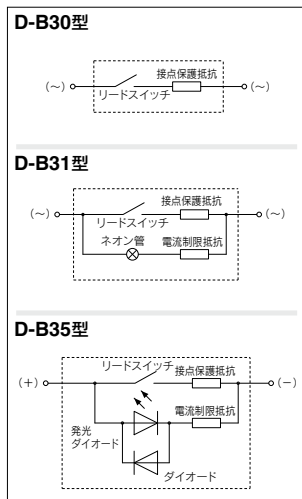 D-B30型
接点保護抵抗
(～) (～)
リードスイッチ
D-B31型
接点保護抵抗
(～) (～)
リードスイッチ
ネオン管 電流制限抵抗
D-B35型
リードスイッチ
接点保護抵抗
(+) (−)
電流制限抵抗
発光
ダイオード
ダイオード